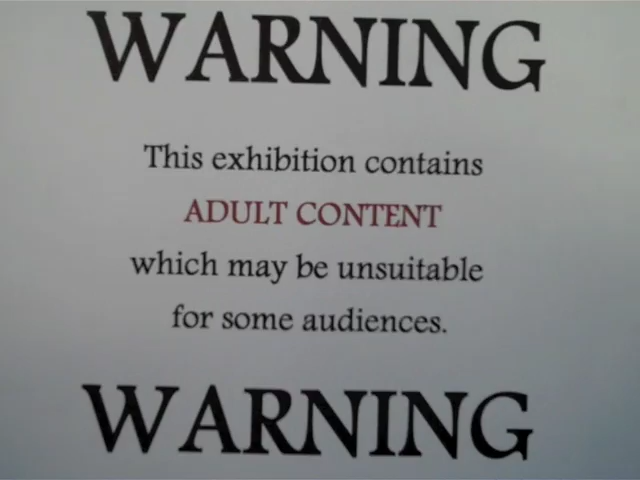 WARNING
This exhibition contains
ADULT CONTENT
which may be unsuitable
for some audiences.
WARNING